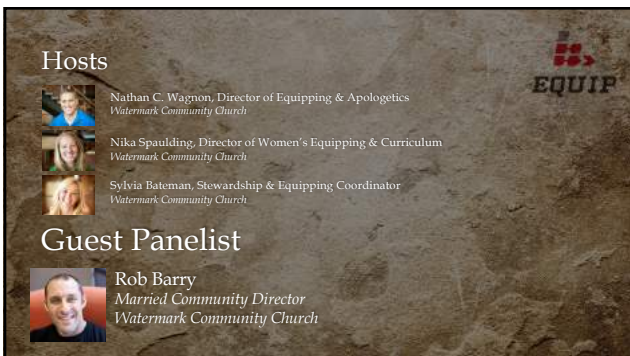 Hosts
EQUIP
Nathan C. Wagnon, Director of Equipping & Apologetics
Watermark Community Church
Nika Spaulding, Director of Women's Equipping & Curriculum
Watermark Community Church
Sylvia Bateman, Stewardship & Equipping Coordinator
Watermark Community Church
Guest Panelist
Rob Barry
Married Community Director
Watermark Community Church